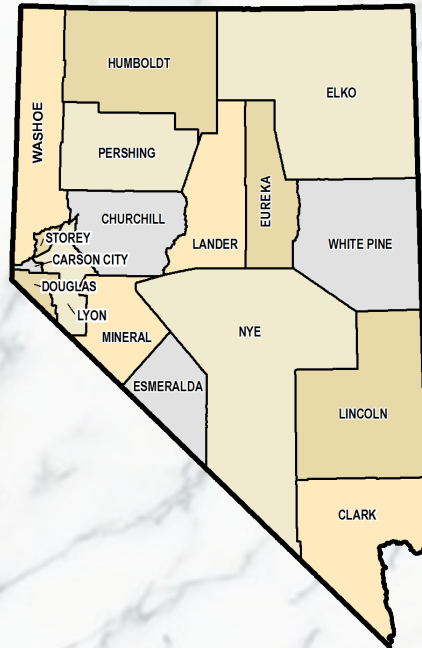 HUMBOLDT
ELKO
WASHOE
PERSHING
EUREKA
CHURCHILL
STOREY
LANDER
WHITE PINE
CARSON CITY
DOUGLAS
LYON
NYE
MINERAL
ESMERALDA
LINCOLN
CLARK